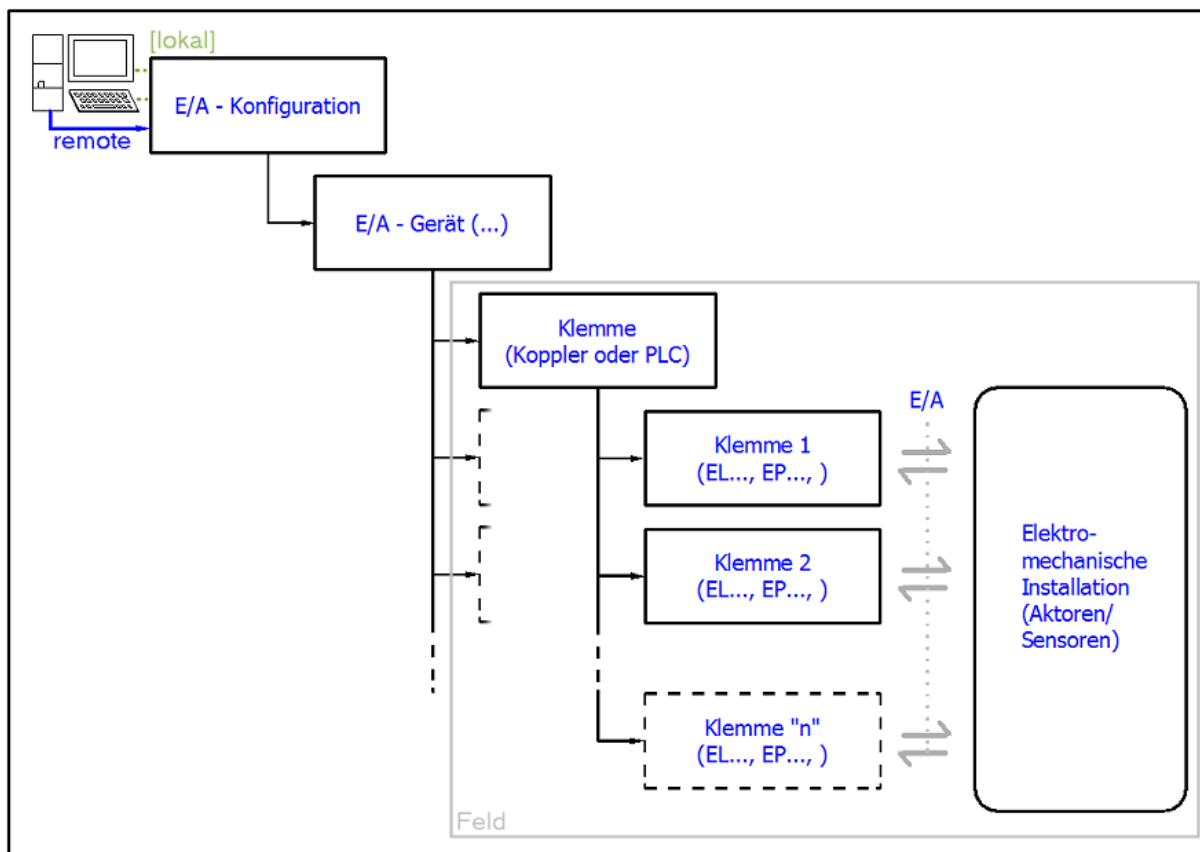 [lokal]
E/A - Konfiguration
remote
E/A - Gerät (...)
Klemme
(Koppler oder PLC)
E/A
Klemme 1
(EL..., EP..., )
Klemme 2
(EL..., EP..., )
Klemme "n"
(EL..., EP..., )
Elektro-
mechanische
Installation
(Aktoren/
Sensoren)
Feld